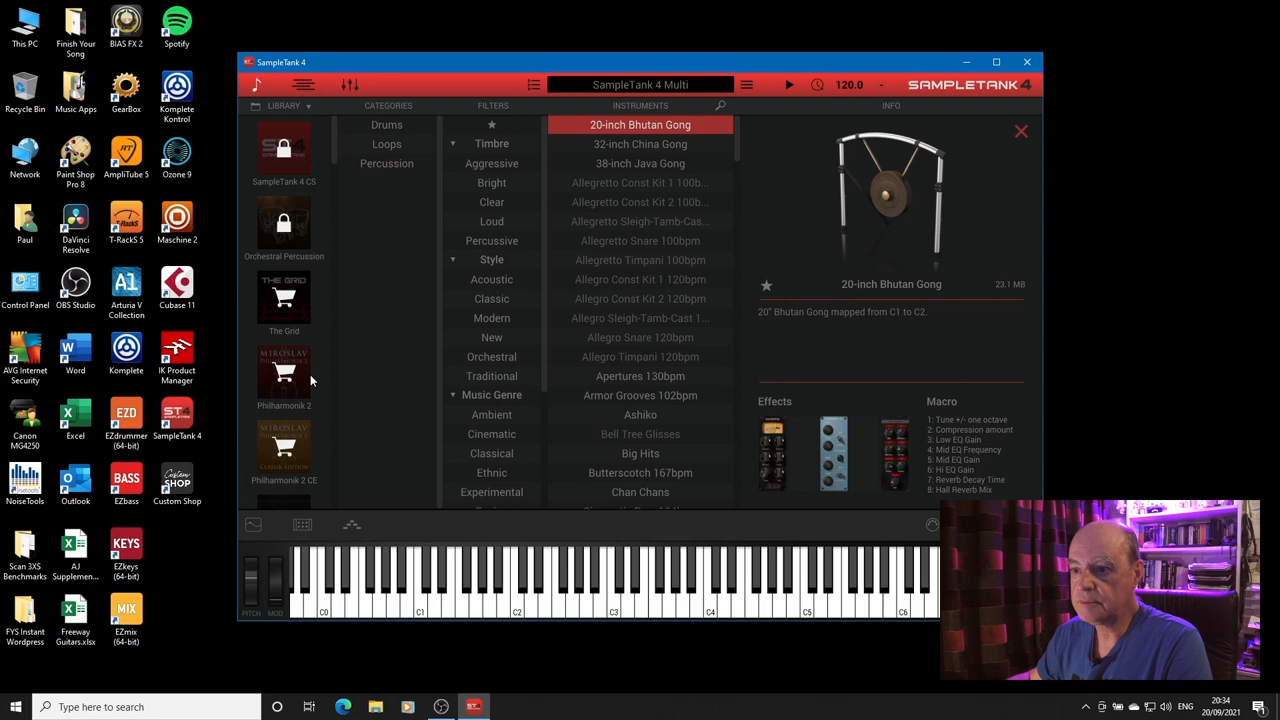 This PC
Finish Your
Song
BIAS FX 2
Spotify
Recycle Bin
Music Apps
GearBox
Komplete
Kontrol
Network
Paint Shop
Pro 8
AmpliTube 5
Ozone 9
Paul
DaVinci
Resolve
T-RackS 5
Maschine 2
Control Panel
OBS Studio
Arturia V
Collection
Cubase 11
AVG Internet
Security
Word
Komplete
IK Product
Manager
Canon
MG4250
Excel
EZdrummer
(64-bit)
SampleTank 4
NoiseTools
Outlook
EZbass
Custom Shop
Scan 3XS
Benchmarks
AJ
Supplemen...
EZkeys
(64-bit)
FYS Instant
Wordpress
Freeway
Guitars.xlsx
EZmix
(64-bit)
SampleTank 4
SampleTank 4 Multi
120.0
-
SAMPLETANK 4
LIBRARY
CATEGORIES
FILTERS
INSTRUMENTS
INFO
SampleTank 4 CS
Orchestral Percussion
THE GRID
The Grid
MIROSLAV
Philharmonik 2
Philharmonik 2 CE
Drums
Loops
Percussion
Timbre
Aggressive
Bright
Clear
Loud
Percussive
Style
Acoustic
Classic
Modern
New
Orchestral
Traditional
Music Genre
Ambient
Cinematic
Classical
Ethnic
Experimental
20-inch Bhutan Gong
32-inch China Gong
38-inch Java Gong
Allegretto Const Kit 1 100b...
Allegretto Const Kit 2 100b...
Allegretto Sleigh-Tamb-Cas...
Allegretto Snare 100bpm
Allegretto Timpani 100bpm
Allegro Const Kit 1 120bpm
Allegro Const Kit 2 120bpm
Allegro Sleigh-Tamb-Cast 1...
Allegro Snare 120bpm
Allegro Timpani 120bpm
Apertures 130bpm
Armor Grooves 102bpm
Ashiko
Bell Tree Glisses
Big Hits
Butterscotch 167bpm
Chan Chans
20-inch Bhutan Gong
23.1 MB
20" Bhutan Gong mapped from C1 to C2.
Effects
Macro
1: Tune +/- one octave
2: Compression amount
3: Low EQ Gain
4: Mid EQ Frequency
5: Mid EQ Gain
6: Hi EQ Gain
7: Reverb Decay Time
8: Hall Reverb Mix
PITCH
MOD
C0
C1
C2
C3
C4
C5
C6
Type here to search
ENG
20:34
20/09/2021